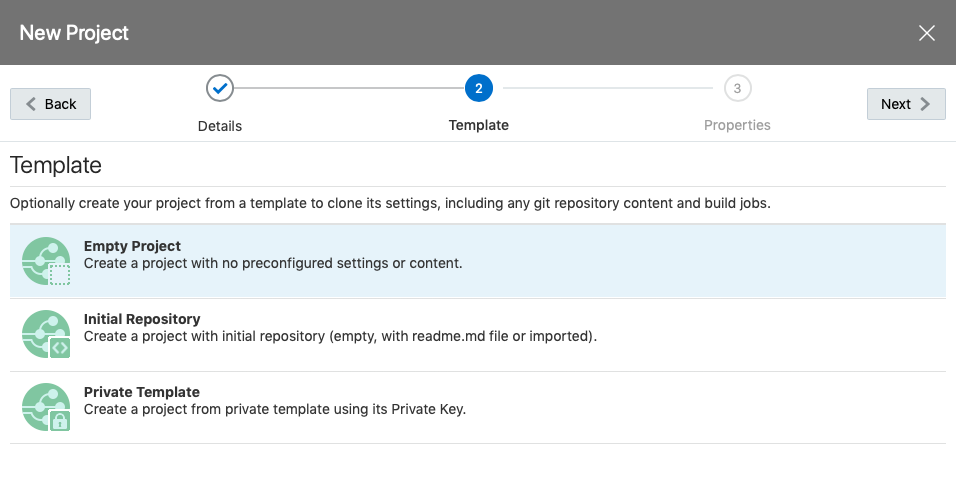 New Project
Back
2
3
Next
Details
Template
Properties
Template
Optionally create your project from a template to clone its settings, including any git repository content and build jobs.
Empty Project
Create a project with no preconfigured settings or content.
Initial Repository
Create a project with initial repository (empty, with readme.md file or imported).
Private Template
Create a project from private template using its Private Key.